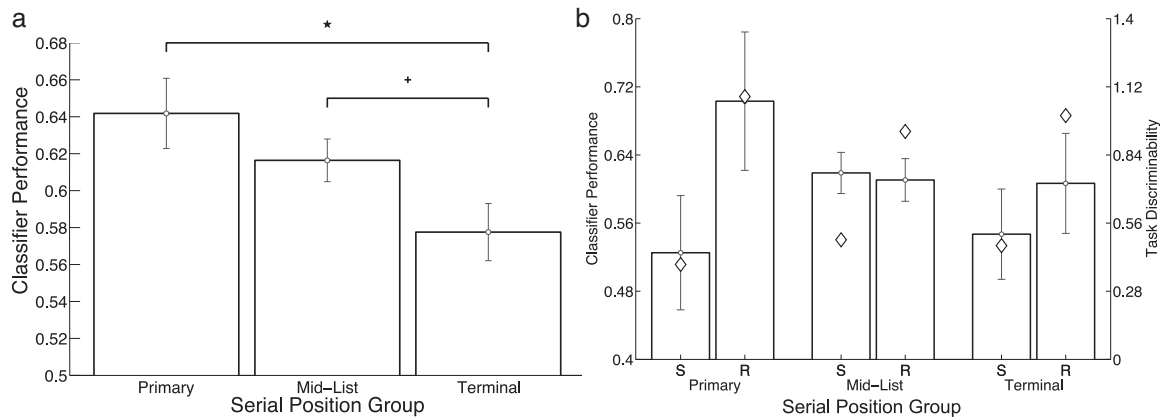 a
Classifier Performance
0.68
0.66
0.64
0.62
0.6
0.58
0.56
0.54
0.52
0.5
+
Primary Mid–List Terminal
Serial Position Group
b
Classifier Performance
0.8
0.72
0.64
0.56
0.48
0.4
S R S R S R
Primary Mid–List Terminal
Serial Position Group
1.4
1.12
0.84
0.56
0.28
0
Task Discriminability